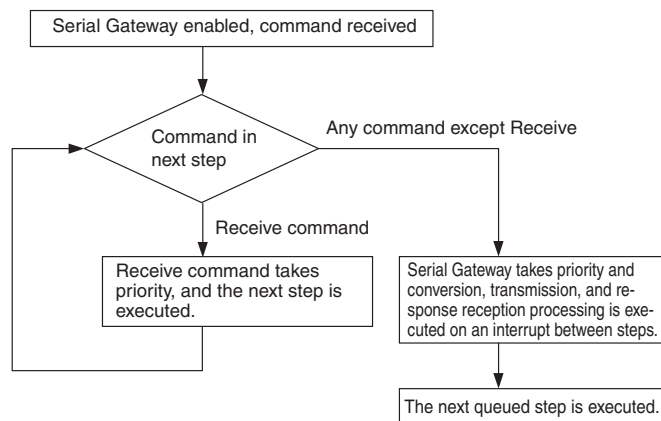 Serial Gateway enabled, command received
Command in
next step
Any command except Receive
Receive command
Receive command takes
priority, and the next step is
executed.
Serial Gateway takes priority and
conversion, transmission, and re-
sponse reception processing is exe-
cuted on an interrupt between steps.
The next queued step is executed.